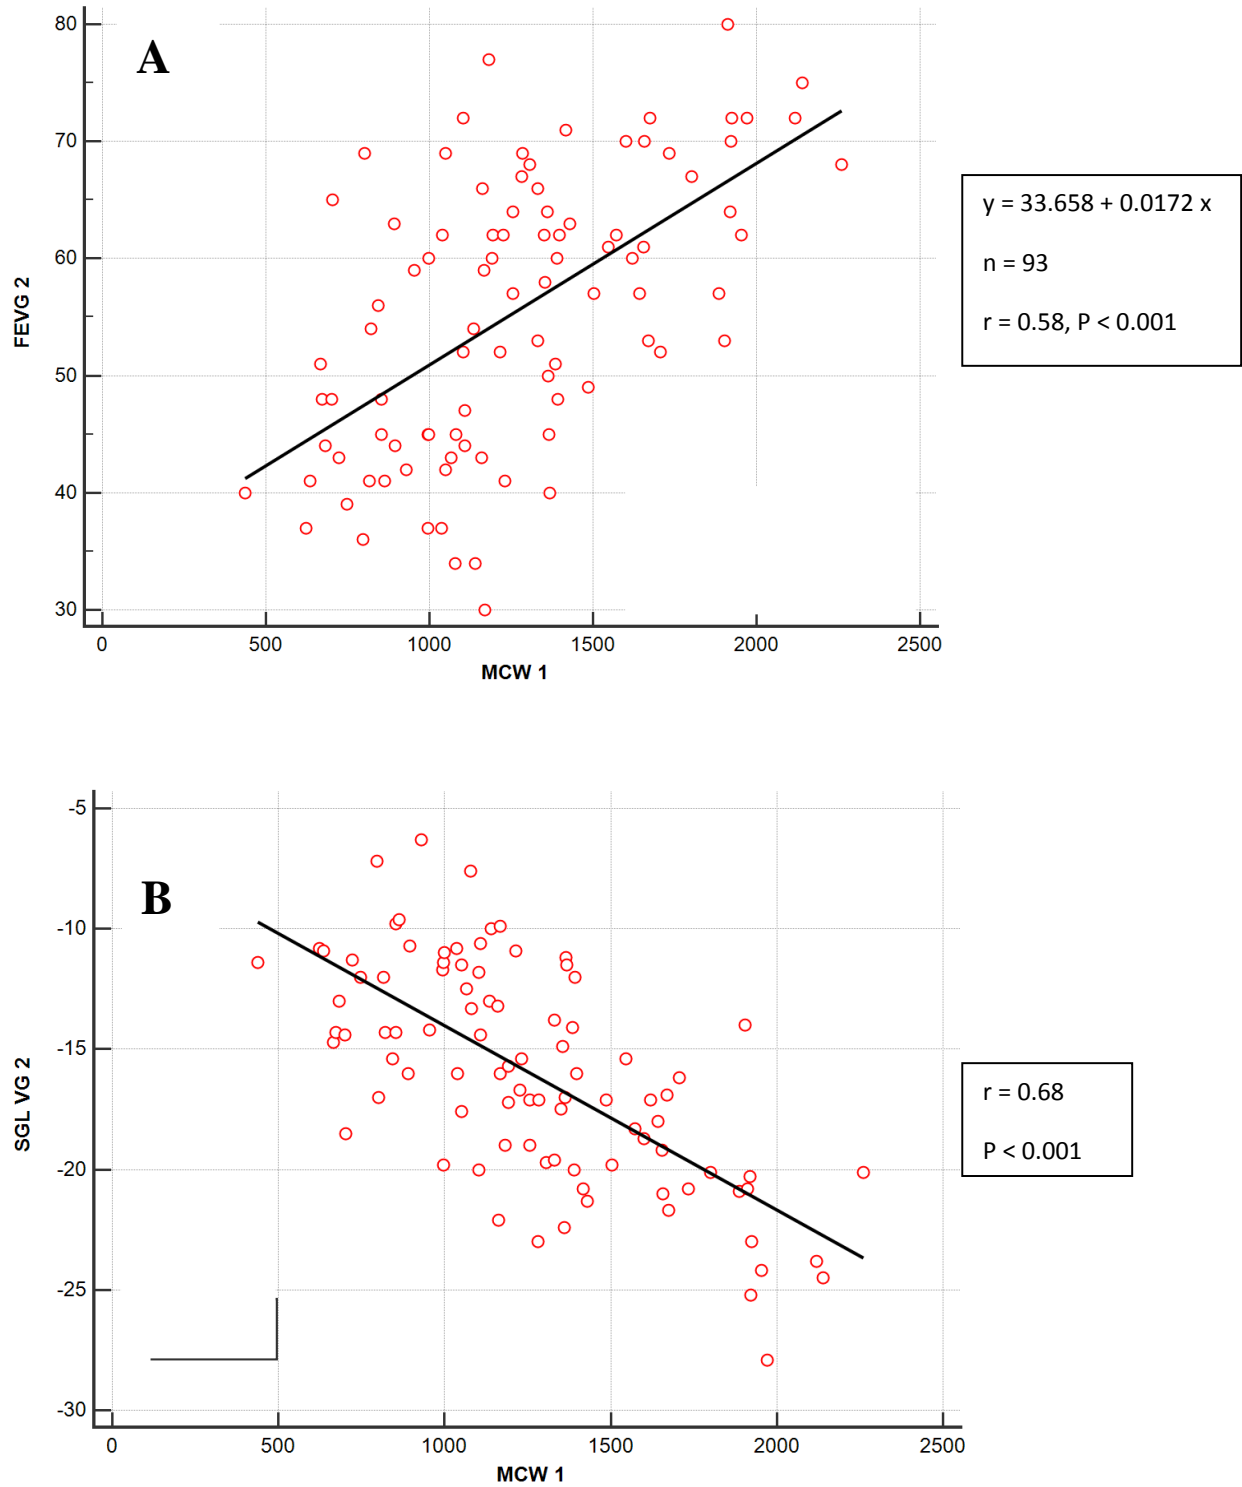 A
80
70
60
50
40
30
FEVG 2
0 500 1000 1500 2000 2500
MCW 1
y = 33.658 + 0.0172 x
n = 93
r = 0.58, P < 0.001
B
-5
-10
-15
-20
-25
-30
SGL VG 2
0 500 1000 1500 2000 2500
MCW 1
r = 0.68
P < 0.001